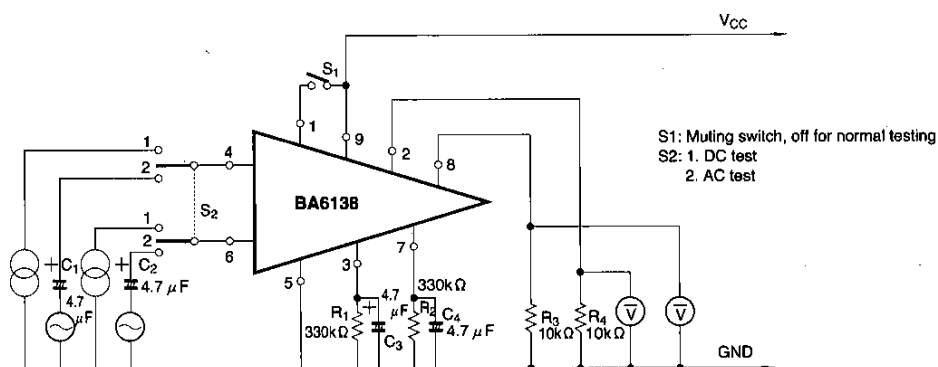 VCC
S1
1
9
2
8
S1: Muting switch, off for normal testing
S2: 1. DC test
2. AC test
1
2
4
BA6138
S2
1
2
6
7
5
3
C1
4.7
μF
C2
4.7 μF
R1
330kΩ
4.7
μF
C3
330kΩ
R2
C4
4.7 μF
R3
10kΩ
R4
10kΩ
V
V
GND